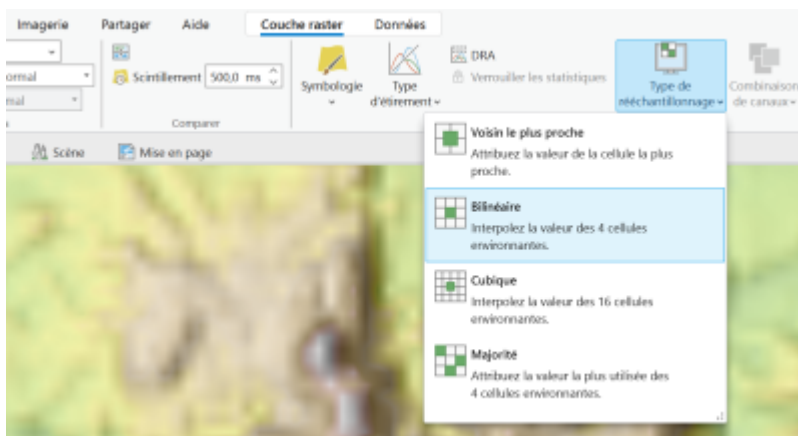 Imagerie Partager Aide Couche raster Données
Scintillement 500,0 ms
Symbologie
Type d'étirement
DRA
Verrouiller les statistiques
Type de rééchantillonnage
Combinaison de canaux
Comparer
Scène Mise en page
Voisin le plus proche
Attribuez la valeur de la cellule la plus
proche.
Bilinéaire
Interpolez la valeur des 4 cellules
environnantes.
Cubique
Interpolez la valeur des 16 cellules
environnantes.
Majorité
Attribuez la valeur la plus utilisée des
4 cellules environnantes.